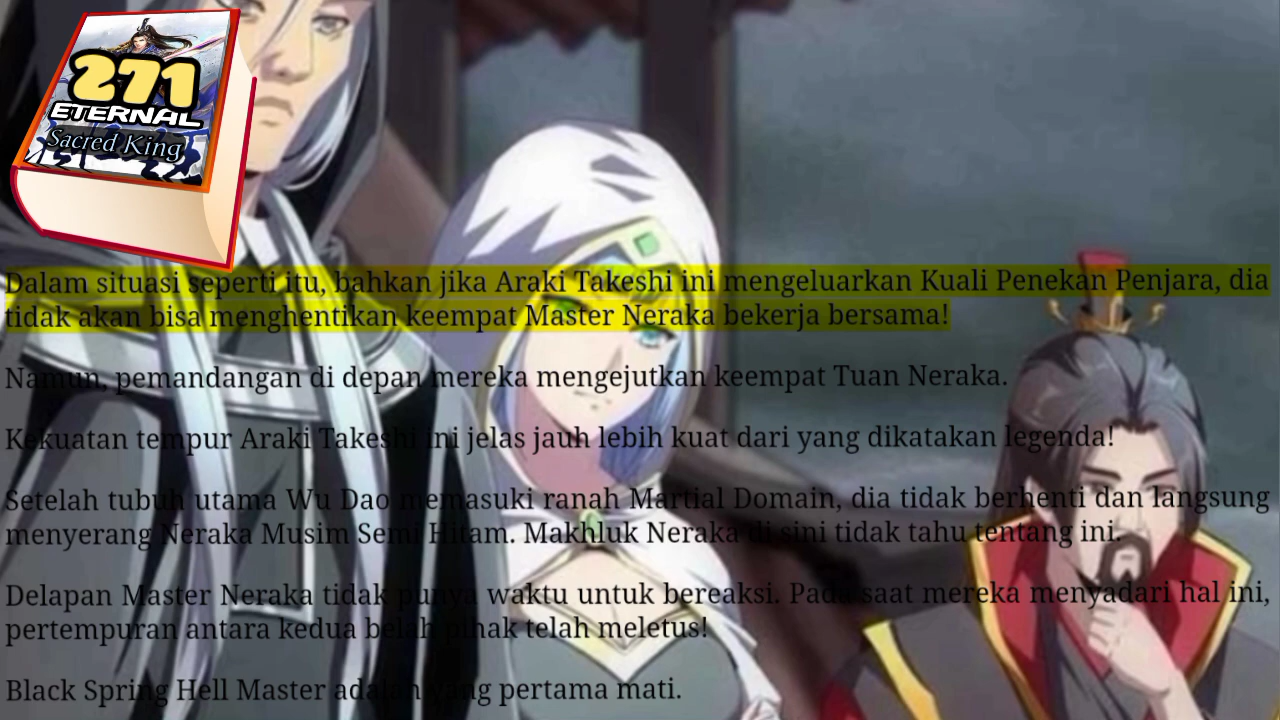 271
ETERNAL
Sacred King
Dalam situasi seperti itu, bahkan jika Araki Takeshi ini mengeluarkan Kuali Penekan Penjara, dia
tidak akan bisa menghentikan keempat Master Neraka bekerja bersama!
Namun, pemandangan di depan mereka mengejutkan keempat Tuan Neraka.
Kekuatan tempur Araki Takeshi ini jelas jauh lebih kuat dari yang dikatakan legenda!
Setelah tubuh utama Wu Dao memasuki ranah Martial Domain, dia tidak berhenti dan langsung
menyerang Neraka Musim Semi Hitam. Makhluk Neraka di sini tidak tahu tentang ini.
Delapan Master Neraka tidak punya waktu untuk bereaksi. Pada saat mereka menyadari hal ini,
pertempuran antara kedua belah pihak telah meletus!
Black Spring Hell Master adalah yang pertama mati.